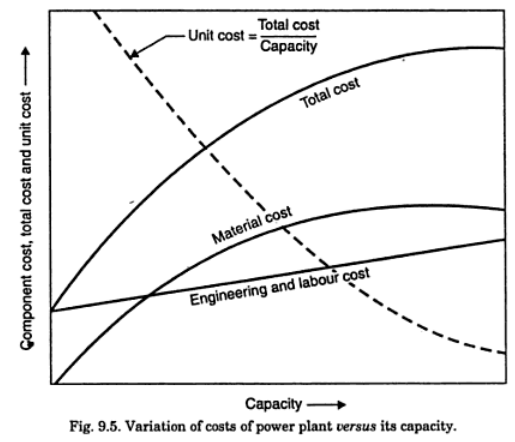 Unit cost = Total cost
Capacity
Total cost
Material cost
Engineering and labour cost
Component cost, total cost and unit cost
Capacity
Fig. 9.5. Variation of costs of power plant versus its capacity.